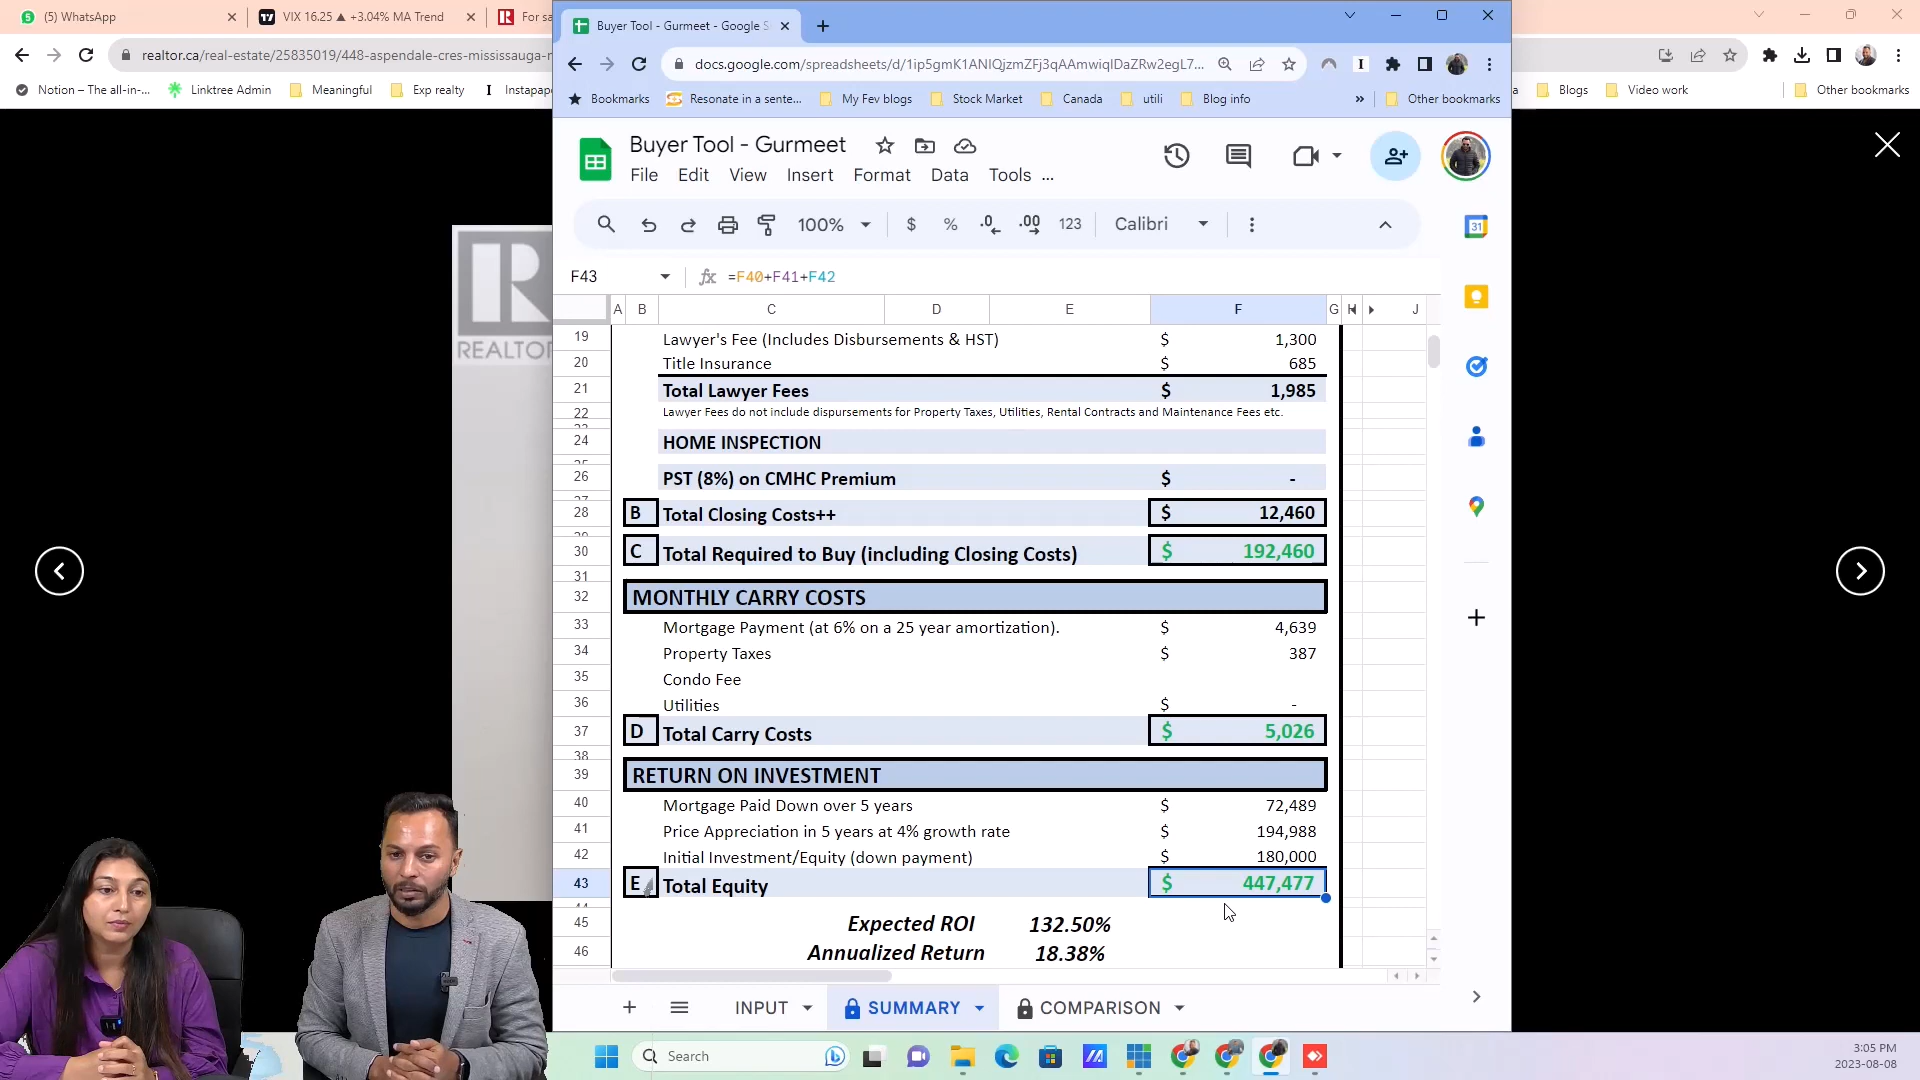 (5) WhatsApp
VIX 16.25 ▲ +3.04% MA Trend
For sa
Buyer Tool - Gurmeet - Google S
realtor.ca/real-estate/25835019/448-aspendale-cres-mississauga-
docs.google.com/spreadsheets/d/1ip5gmK1ANIQjzmZFj3qAAmwiqIDaZRw2egL7...
Notion – The all-in-...
Linktree Admin
Meaningful
Exp realty
Instapap
Bookmarks
Resonate in a sente...
My Fev blogs
Stock Market
Canada
utili
Blog info
»
Other bookmarks
a
Blogs
Video work
Other bookmarks
Buyer Tool - Gurmeet
File Edit View Insert Format Data Tools ...
100% $ % .0 .00 123 Calibri
F43 fx =F40+F41+F42
A B C D E F G H J
REALTOR
19 Lawyer's Fee (Includes Disbursements & HST) $ 1,300
20 Title Insurance $ 685
21 Total Lawyer Fees $ 1,985
22 Lawyer Fees do not include dispursements for Property Taxes, Utilities, Rental Contracts and Maintenance Fees etc.
24 HOME INSPECTION
26 PST (8%) on CMHC Premium $ -
28 B Total Closing Costs++ $ 12,460
30 C Total Required to Buy (including Closing Costs) $ 192,460
31
32 MONTHLY CARRY COSTS
33 Mortgage Payment (at 6% on a 25 year amortization). $ 4,639
34 Property Taxes $ 387
35 Condo Fee
36 Utilities $ -
37 D Total Carry Costs $ 5,026
38
39 RETURN ON INVESTMENT
40 Mortgage Paid Down over 5 years $ 72,489
41 Price Appreciation in 5 years at 4% growth rate $ 194,988
42 Initial Investment/Equity (down payment) $ 180,000
43 E Total Equity $ 447,477
45 Expected ROI 132.50%
46 Annualized Return 18.38%
INPUT SUMMARY COMPARISON
Search
3:05 PM
2023-08-08